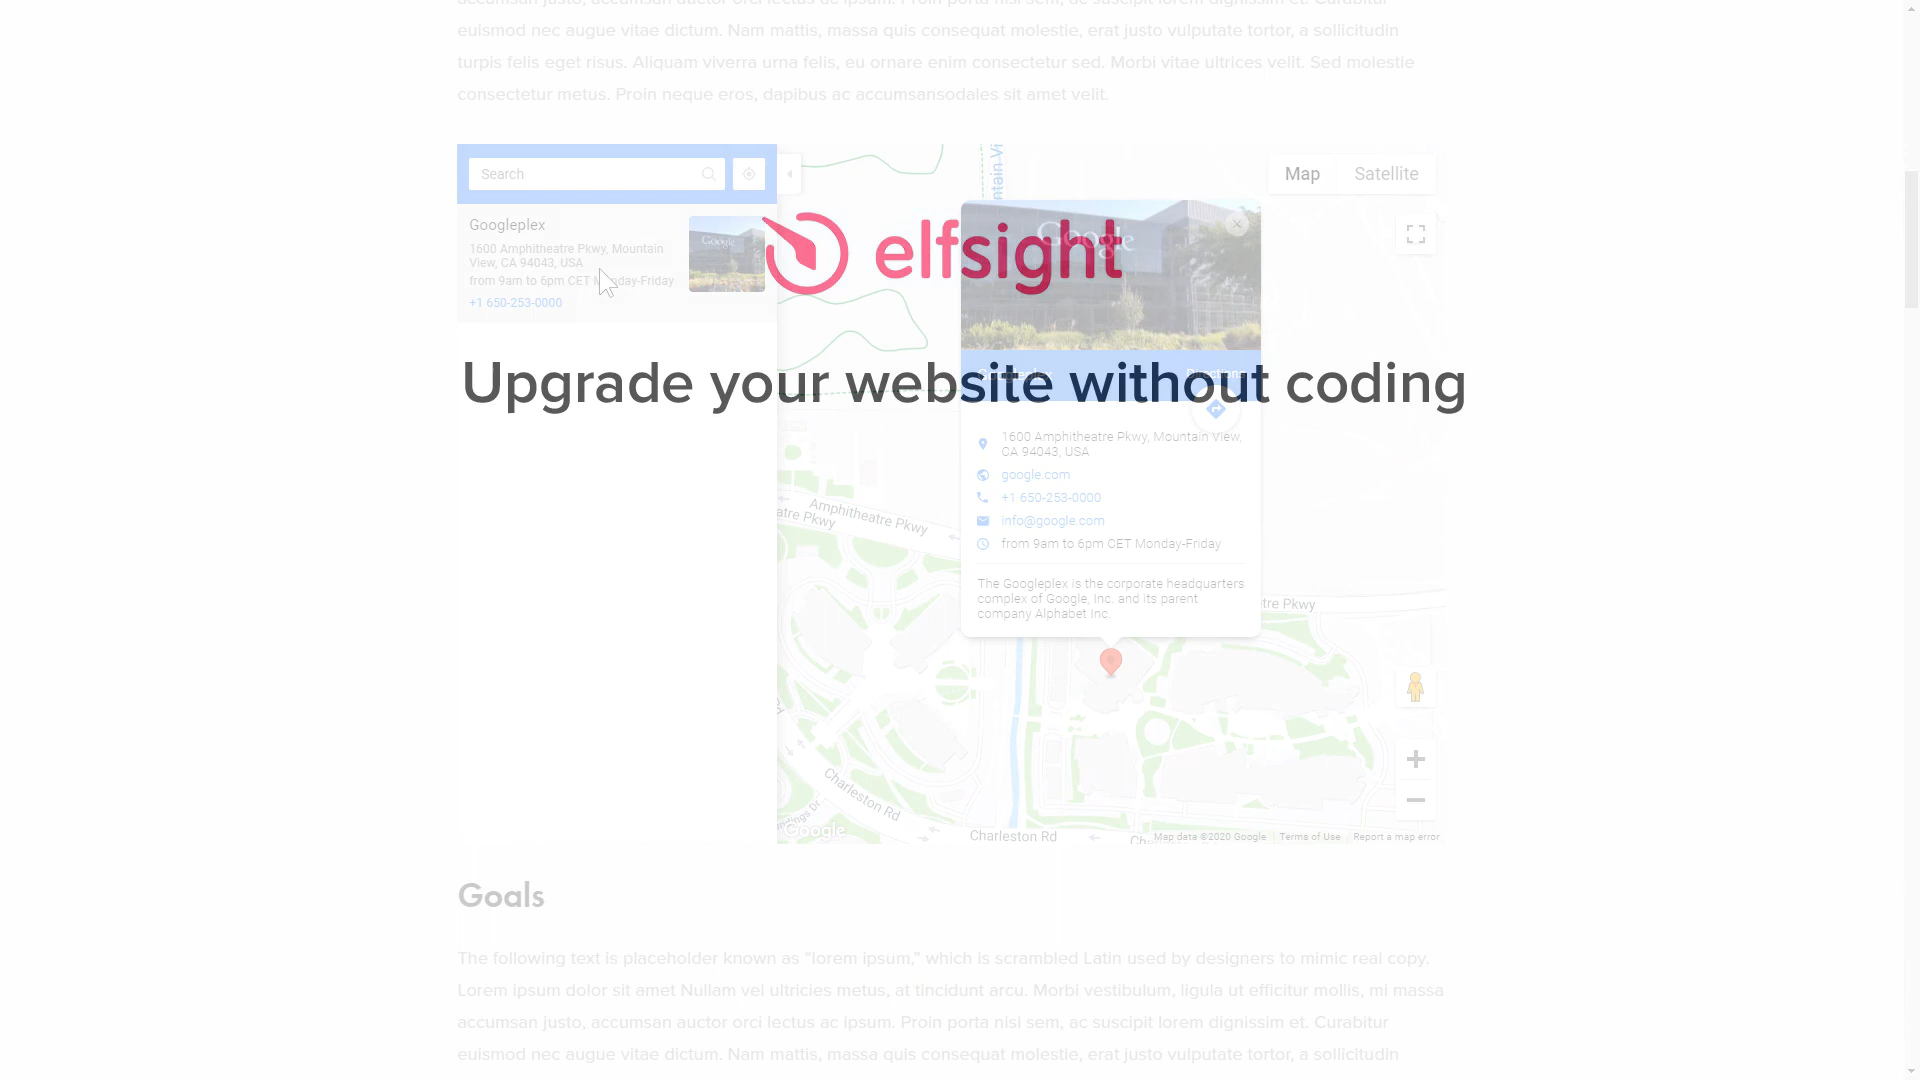 accumsan justo, accumsan auctor orci lectus ac ipsum. Proin porta nisl sem, ac suscipit lorem dignissim et. Curabitur
euismod nec augue vitae dictum. Nam mattis, massa quis consequat molestie, erat justo vulputate tortor, a sollicitudin
turpis felis eget risus. Aliquam viverra urna felis, eu ornare enim consectetur sed. Morbi vitae ultrices velit. Sed molestie
consectetur metus. Proin neque eros, dapibus ac accumsansodales sit amet velit.
Search
Map
Satellite
Googleplex
1600 Amphitheatre Pkwy, Mountain
View, CA 94043, USA
from 9am to 6pm CET Monday-Friday
+1 650-253-0000
Google
elfsight
Google
Upgrade your website without coding
Googleplex
Directions
1600 Amphitheatre Pkwy, Mountain View,
CA 94043, USA
google.com
+1 650-253-0000
info@google.com
from 9am to 6pm CET Monday-Friday
The Googleplex is the corporate headquarters
complex of Google, Inc. and its parent
company Alphabet Inc.
Amphitheatre Pkwy
atre Pkwy
tre Pkwy
Charleston Rd
Google
Charleston Rd
Map data ©2020 Google
Terms of Use
Report a map error
Goals
The following text is placeholder known as “lorem ipsum,” which is scrambled Latin used by designers to mimic real copy.
Lorem ipsum dolor sit amet Nullam vel ultricies metus, at tincidunt arcu. Morbi vestibulum, ligula ut efficitur mollis, mi massa
accumsan justo, accumsan auctor orci lectus ac ipsum. Proin porta nisl sem, ac suscipit lorem dignissim et. Curabitur
euismod nec augue vitae dictum. Nam mattis, massa quis consequat molestie, erat justo vulputate tortor, a sollicitudin